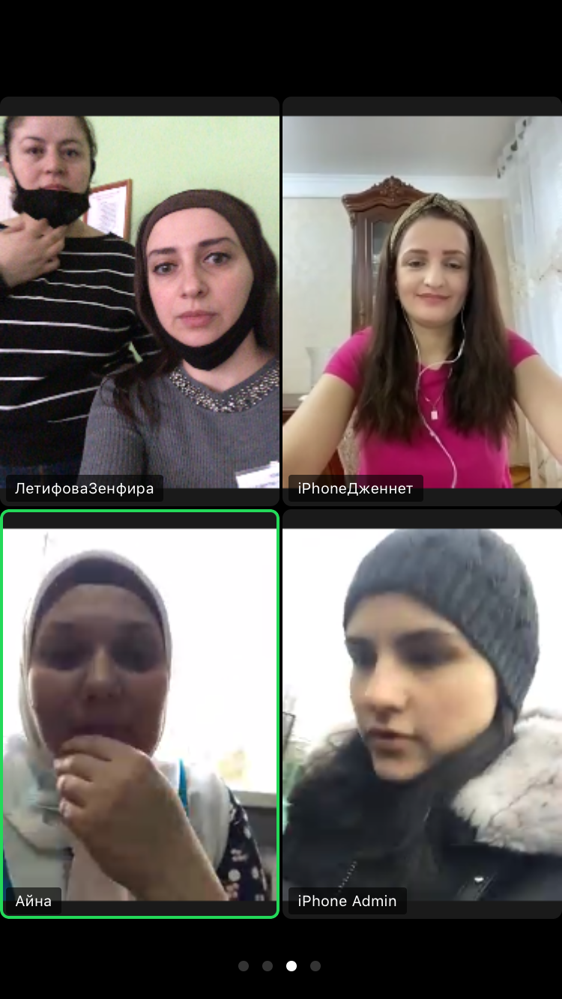 ЛетифоваЗенфира
iPhoneДженнет
Айна
iPhone Admin